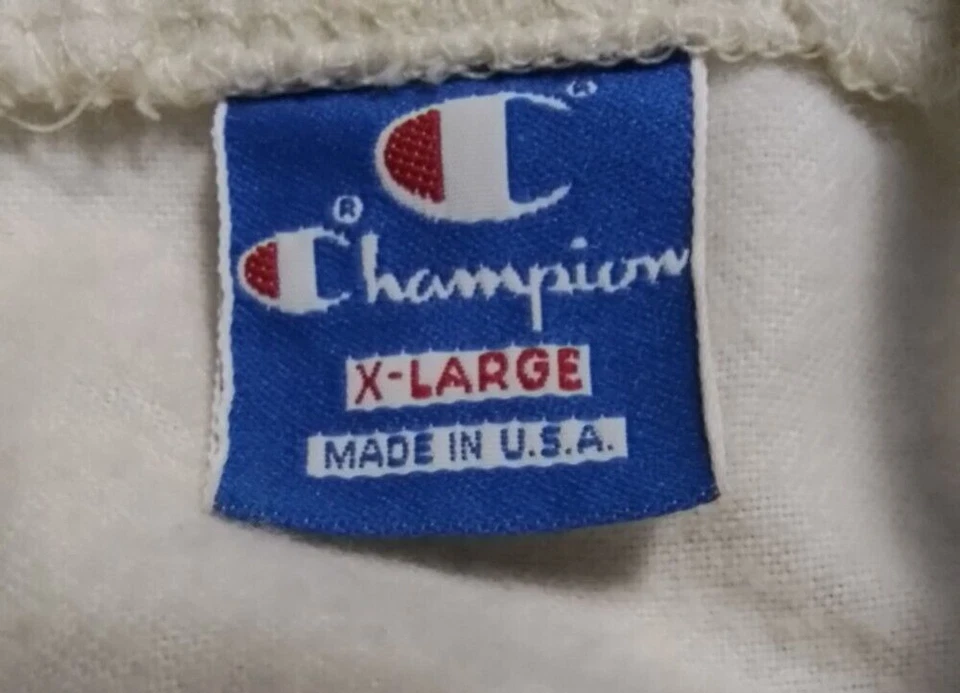 C®
®
Champion
X-LARGE
MADE IN U.S.A.